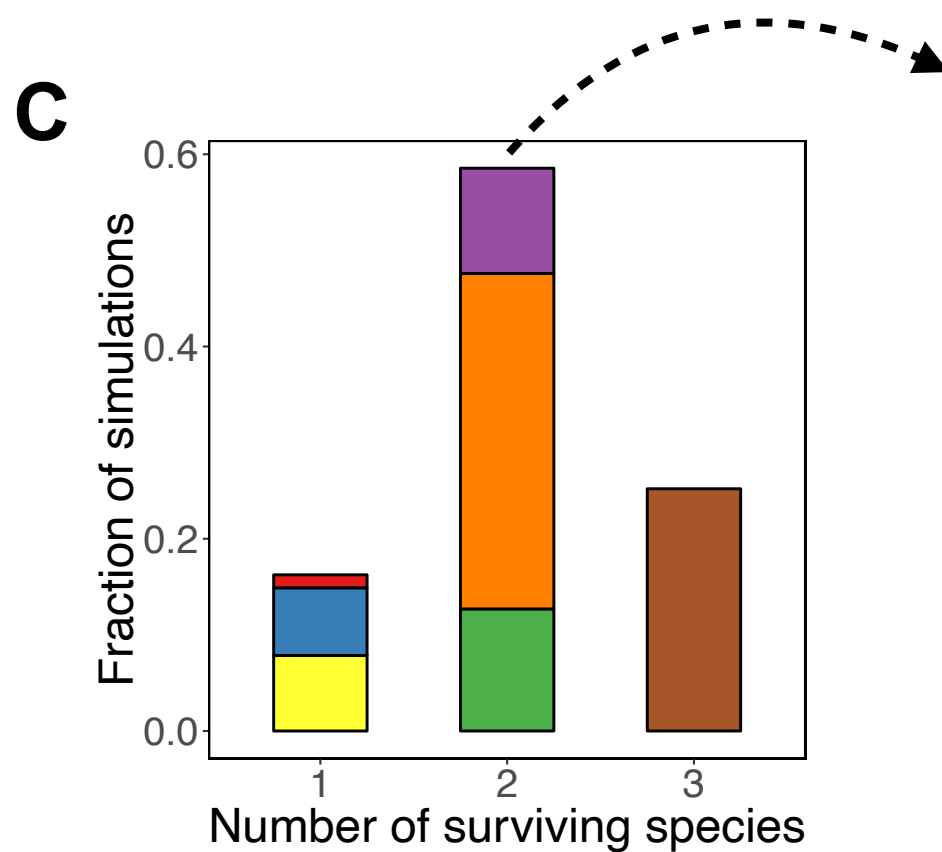 C
Fraction of simulations
0.6
0.4
0.2
0.0
1 2 3
Number of surviving species